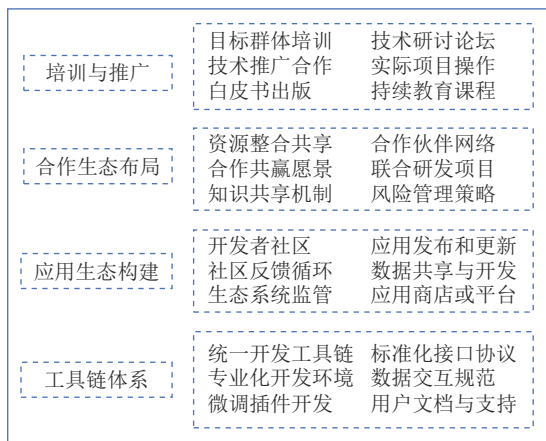 培训与推广
目标群体培训 技术研讨论坛
技术推广合作 实际项目操作
白皮书出版 持续教育课程
合作生态布局
资源整合共享 合作伙伴网络
合作共赢愿景 联合研发项目
知识共享机制 风险管理策略
应用生态构建
开发者社区 应用发布和更新
社区反馈循环 数据共享与开发
生态系统监管 应用商店或平台
工具链体系
统一开发工具链 标准化接口协议
专业化开发环境 数据交互规范
微调插件开发 用户文档与支持